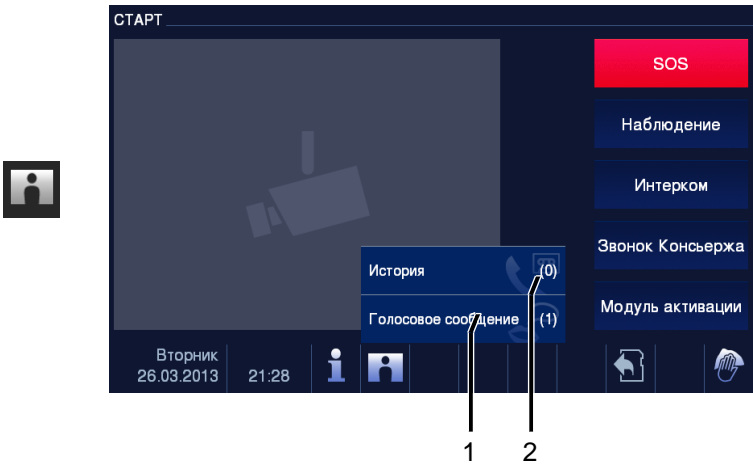 СТАРТ
SOS
Наблюдение
Интерком
Звонок Консьержа
История (0)
Голосовое сообщение (1)
Модуль активации
Вторник
26.03.2013 21:28
1 2